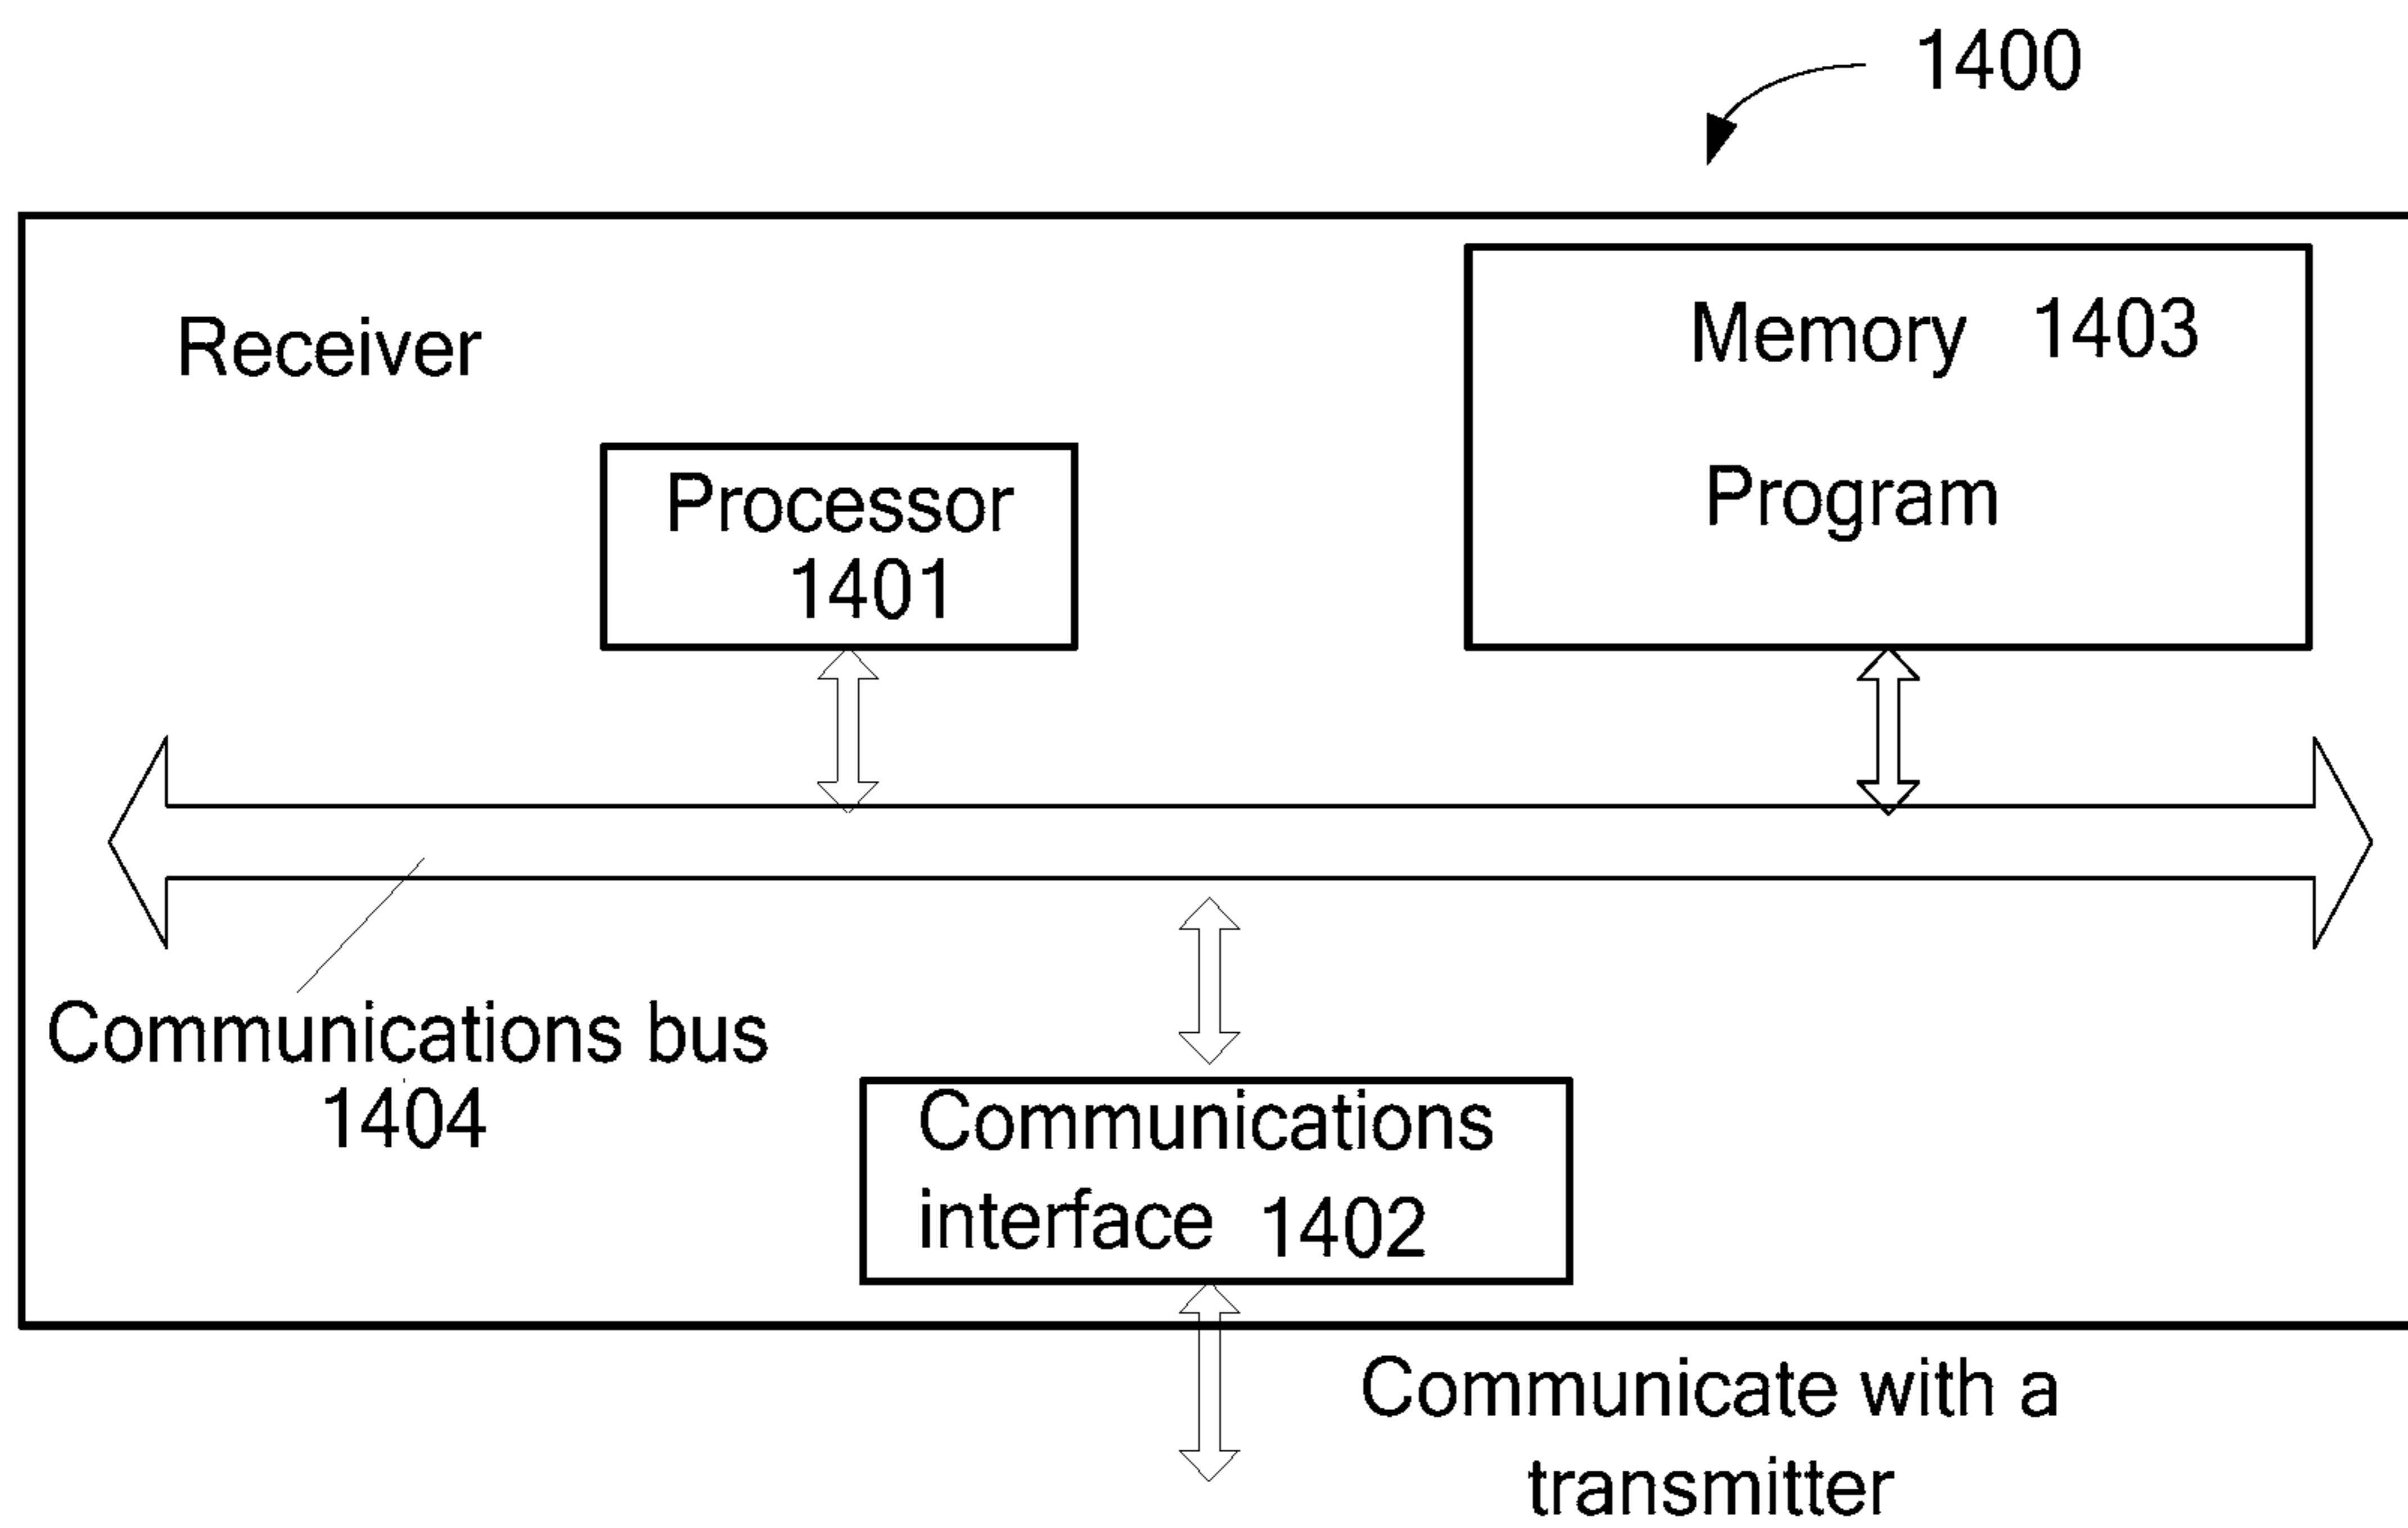 1400
Receiver
Memory 1403
Program
Processor
1401
Communications bus
1404
Communications
interface 1402
Communicate with a
transmitter